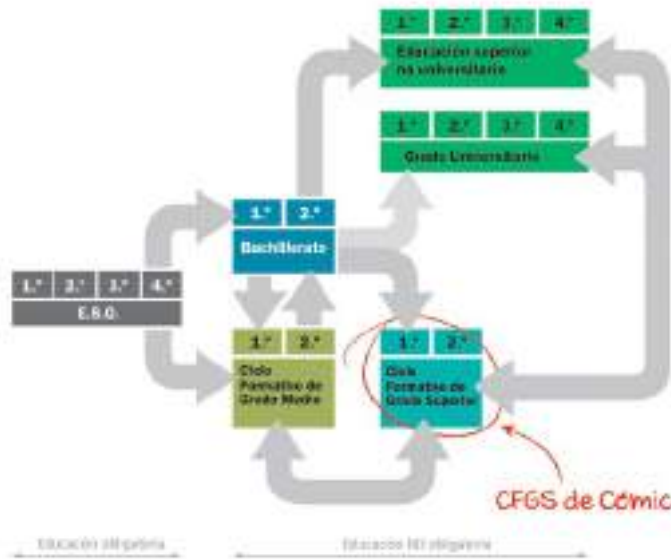 1.º 2.º 3.º 4.º
Educación superior
no universitaria
1.º 2.º 3.º 4.º
Grado Universitario
1.º 2.º
Bachillerato
1.º 2.º 3.º 4.º
E.S.O.
1.º 2.º
Ciclo
Formativo de
Grado Medio
1.º 2.º
Ciclo
Formativo de
Grado Superior
CFGS de Cómic
Educación obligatoria
Educación NO obligatoria